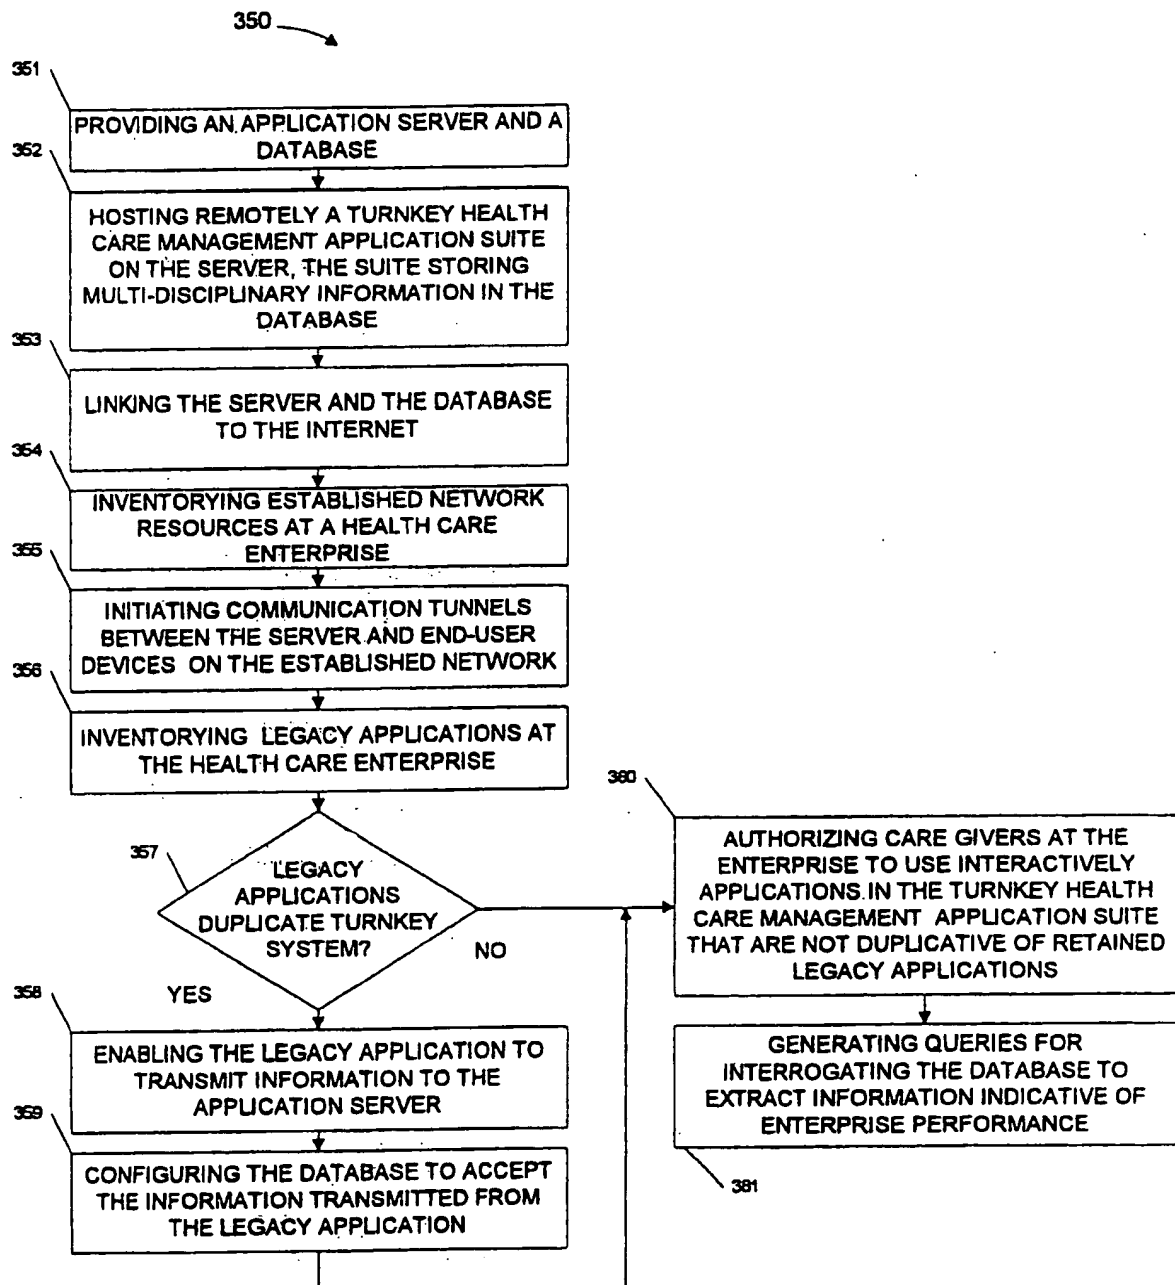 350
351
PROVIDING AN APPLICATION SERVER AND A
DATABASE
352
HOSTING REMOTELY A TURNKEY HEALTH
CARE MANAGEMENT APPLICATION SUITE
ON THE SERVER, THE SUITE STORING
MULTI-DISCIPLINARY INFORMATION IN THE
DATABASE
353
LINKING THE SERVER AND THE DATABASE
TO THE INTERNET
354
INVENTORYING ESTABLISHED NETWORK
RESOURCES AT A HEALTH CARE
ENTERPRISE
355
INITIATING COMMUNICATION TUNNELS
BETWEEN THE SERVER AND END-USER
DEVICES ON THE ESTABLISHED NETWORK
356
INVENTORYING LEGACY APPLICATIONS AT
THE HEALTH CARE ENTERPRISE
357
LEGACY
APPLICATIONS
DUPLICATE TURNKEY
SYSTEM?
NO
YES
358
ENABLING THE LEGACY APPLICATION TO
TRANSMIT INFORMATION TO THE
APPLICATION SERVER
359
CONFIGURING THE DATABASE TO ACCEPT
THE INFORMATION TRANSMITTED FROM
THE LEGACY APPLICATION
360
AUTHORIZING CARE GIVERS AT THE
ENTERPRISE TO USE INTERACTIVELY
APPLICATIONS IN THE TURNKEY HEALTH
CARE MANAGEMENT APPLICATION SUITE
THAT ARE NOT DUPLICATIVE OF RETAINED
LEGACY APPLICATIONS
GENERATING QUERIES FOR
INTERROGATING THE DATABASE TO
EXTRACT INFORMATION INDICATIVE OF
ENTERPRISE PERFORMANCE
381